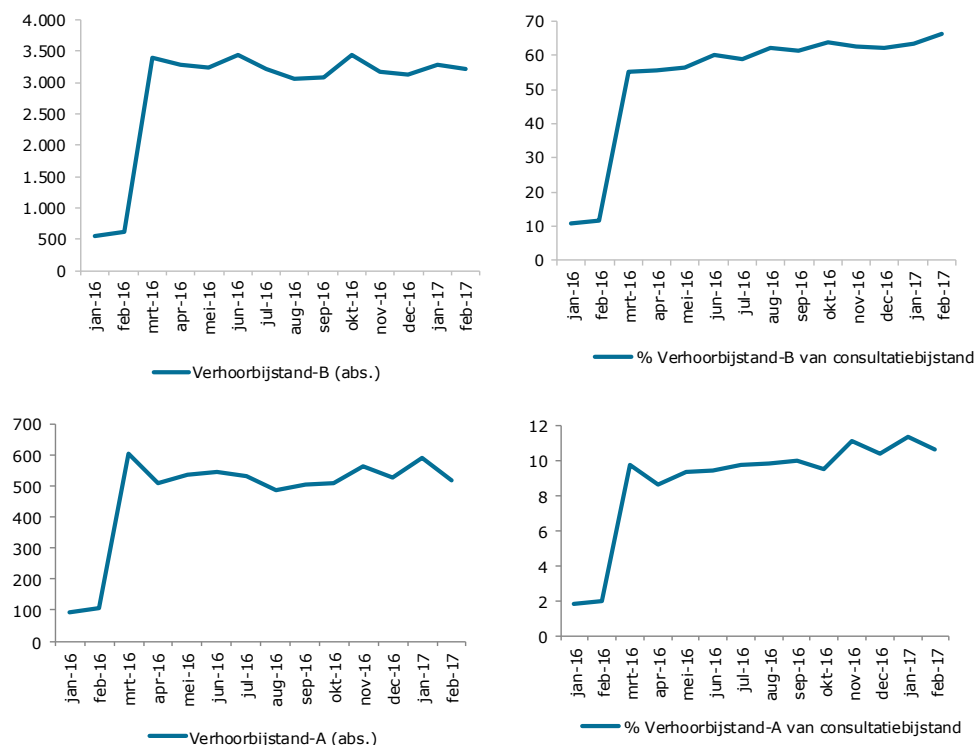 4.000
3.500
3.000
2.500
2.000
1.500
1.000
500
0
jan-16
feb-16
mrt-16
apr-16
mei-16
jun-16
jul-16
aug-16
sep-16
okt-16
nov-16
dec-16
jan-17
feb-17
Verhoorbijstand-B (abs.)
70
60
50
40
30
20
10
0
jan-16
feb-16
mrt-16
apr-16
mei-16
jun-16
jul-16
aug-16
sep-16
okt-16
nov-16
dec-16
jan-17
feb-17
% Verhoorbijstand-B van consultatiebijstand
700
600
500
400
300
200
100
0
jan-16
feb-16
mrt-16
apr-16
mei-16
jun-16
jul-16
aug-16
sep-16
okt-16
nov-16
dec-16
jan-17
feb-17
Verhoorbijstand-A (abs.)
12
10
8
6
4
2
0
jan-16
feb-16
mrt-16
apr-16
mei-16
jun-16
jul-16
aug-16
sep-16
okt-16
nov-16
dec-16
jan-17
feb-17
% Verhoorbijstand-A van consultatiebijstand